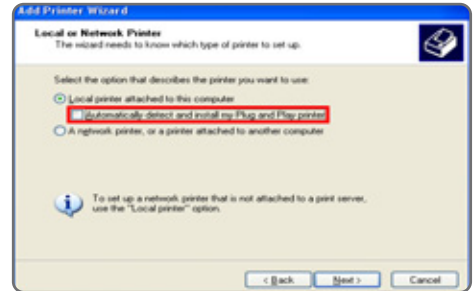 Add Printer Wizard
Local or Network Printer
The wizard needs to know which type of printer to set up.
Select the option that describes the printer you want to use:
Local printer attached to this computer
Automatically detect and install my Plug and Play printer
A network printer, or a printer attached to another computer
To set up a network printer that is not attached to a print server,
use the "Local printer" option.
< Back Next > Cancel